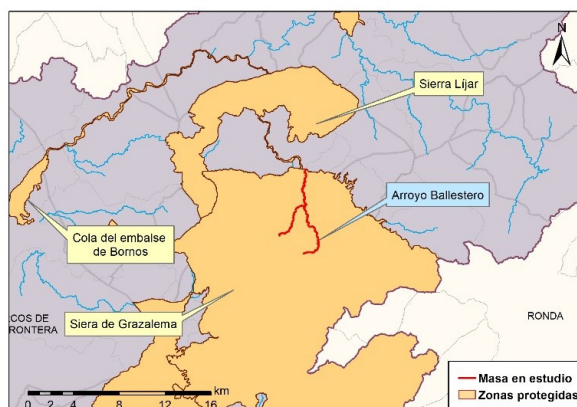 N
Sierra Líjar
Arroyo Ballestero
Cola del embalse
de Bornos
Siera de Grazalema
COS DE
RONTERA
RONDA
km
0 2 4 8 12 16
Masa en estudio
Zonas protegidas